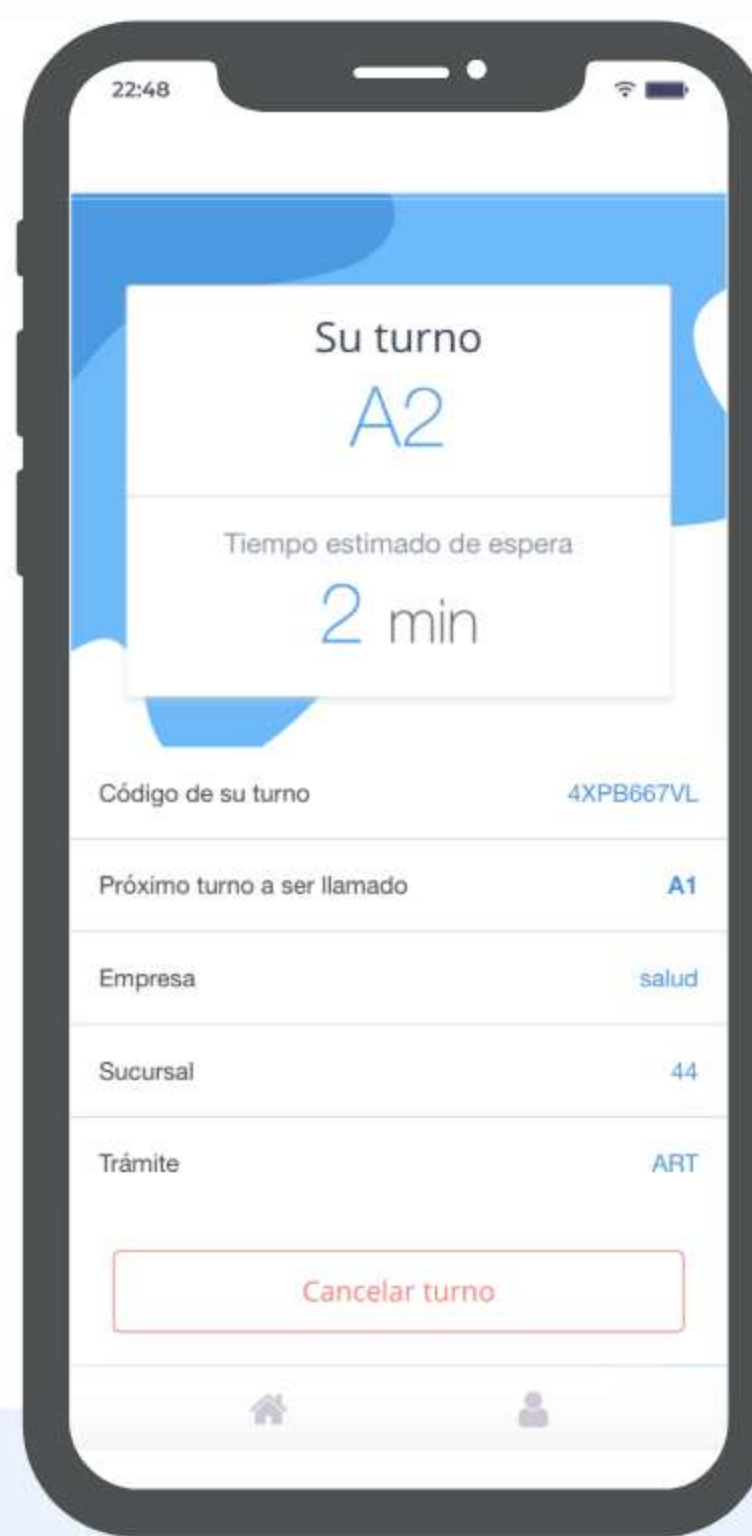 22:48
Su turno
A2
Tiempo estimado de espera
2 min
Código de su turno 4XPB667VL
Próximo turno a ser llamado A1
Empresa salud
Sucursal 44
Trámite ART
Cancelar turno